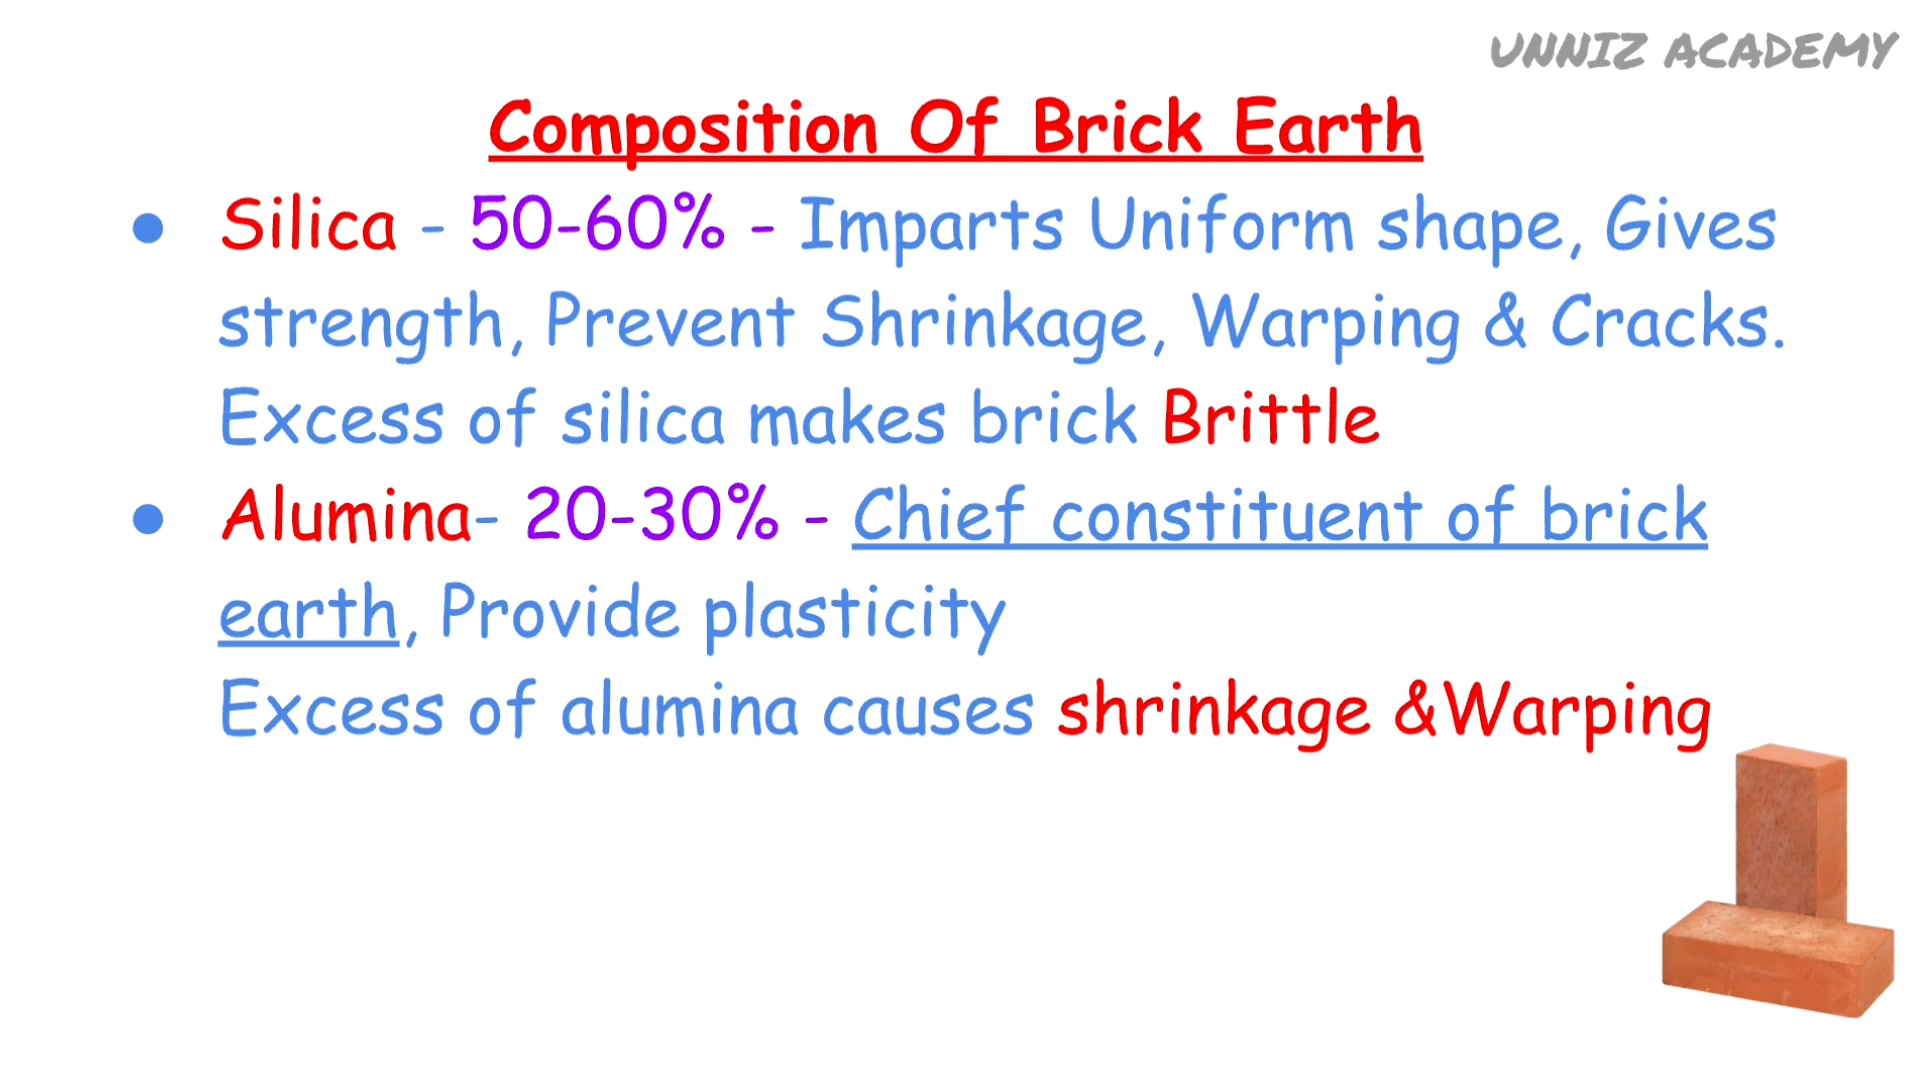 UNNIZ ACADEMY
Composition Of Brick Earth
● Silica - 50-60% - Imparts Uniform shape, Gives
strength, Prevent Shrinkage, Warping & Cracks.
Excess of silica makes brick Brittle
● Alumina- 20-30% - Chief constituent of brick
earth, Provide plasticity
Excess of alumina causes shrinkage &Warping